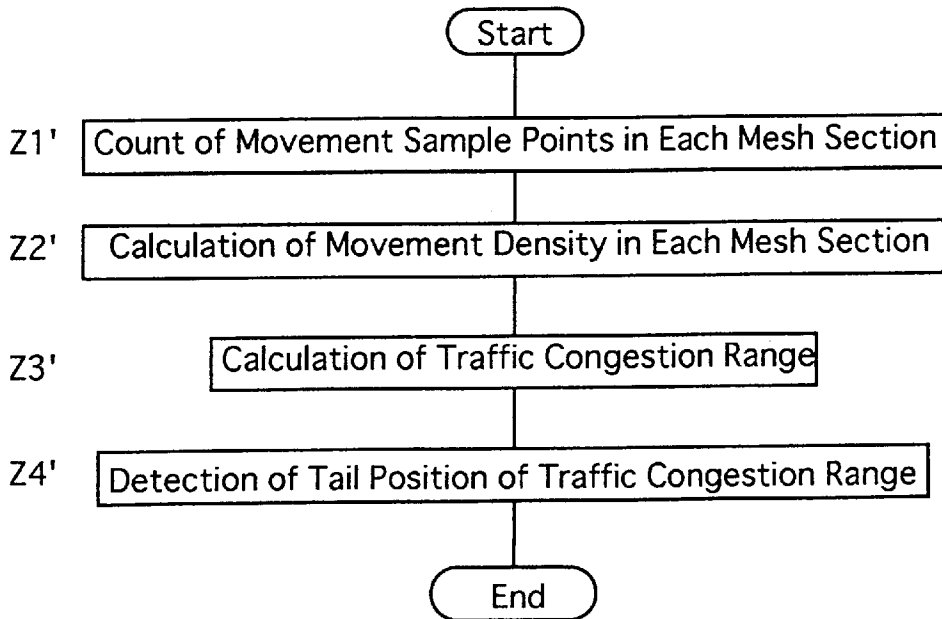 Start
Z1' Count of Movement Sample Points in Each Mesh Section
Z2' Calculation of Movement Density in Each Mesh Section
Z3' Calculation of Traffic Congestion Range
Z4' Detection of Tail Position of Traffic Congestion Range
End